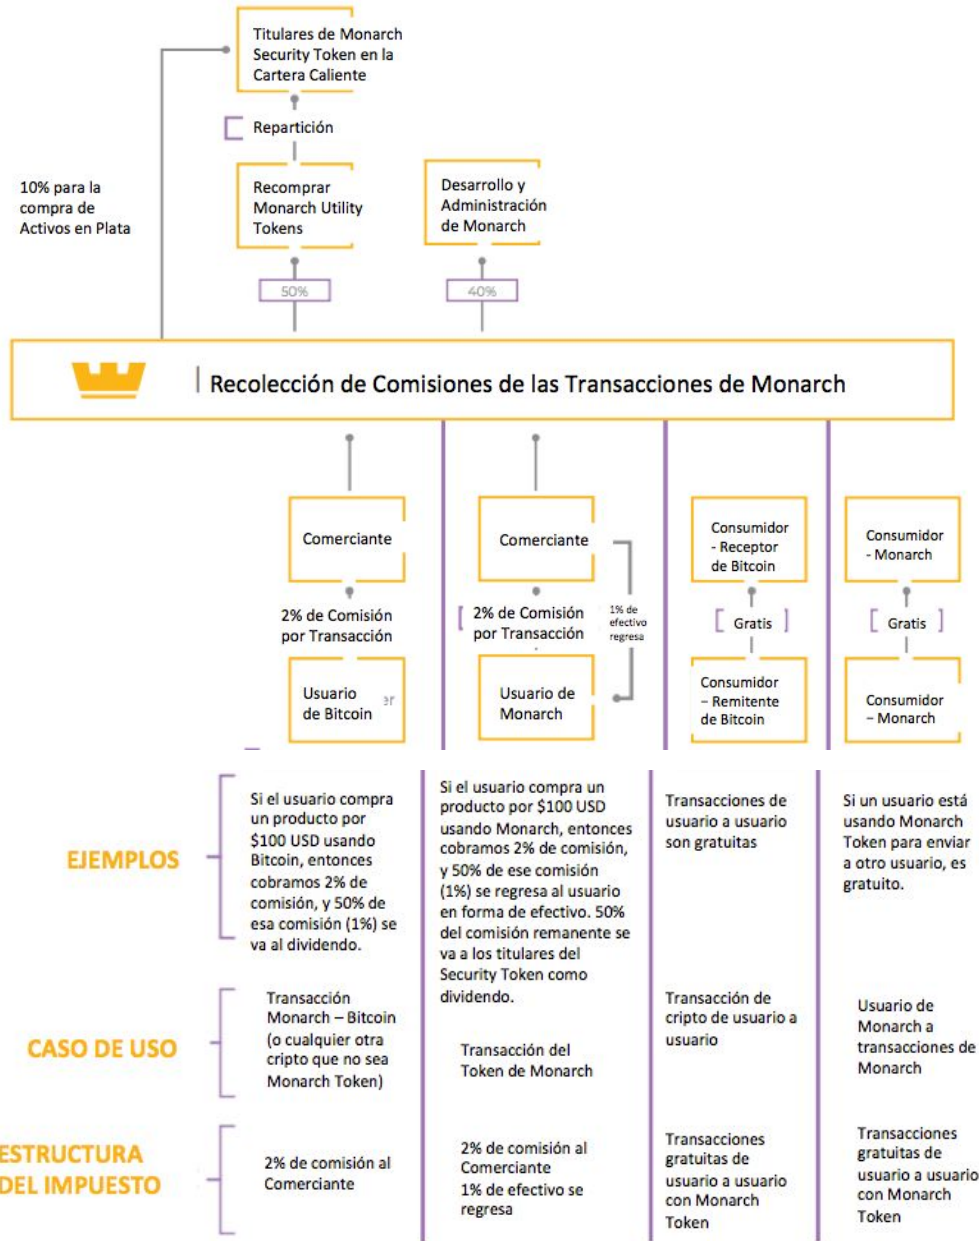 Titulares de Monarch
Security Token en la
Cartera Caliente
Repartición
10% para la
compra de
Activos en Plata
Recomprar
Monarch Utility
Tokens
Desarrollo y
Administración
de Monarch
50%
40%
Recolección de Comisiones de las Transacciones de Monarch
Comerciante
2% de Comisión
por Transacción
Usuario
de Bitcoin
er
Comerciante
2% de Comisión
por Transacción
1% de
efectivo
regresa
Usuario de
Monarch
Consumidor
- Receptor
de Bitcoin
Gratis
Consumidor
– Remitente
de Bitcoin
Consumidor
- Monarch
Gratis
Consumidor
– Monarch
EJEMPLOS
Si el usuario compra
un producto por
$100 USD usando
Bitcoin, entonces
cobramos 2% de
comisión, y 50% de
esa comisión (1%) se
va al dividendo.
Si el usuario compra un
producto por $100 USD
usando Monarch, entonces
cobramos 2% de comisión,
y 50% de ese comisión
(1%) se regresa al usuario
en forma de efectivo. 50%
del comisión remanente se
va a los titulares del
Security Token como
dividendo.
Transacciones de
usuario a usuario
son gratuitas
Si un usuario está
usando Monarch
Token para enviar
a otro usuario, es
gratuito.
CASO DE USO
Transacción
Monarch – Bitcoin
(o cualquier otra
cripto que no sea
Monarch Token)
Transacción del
Token de Monarch
Transacción de
cripto de usuario a
usuario
Usuario de
Monarch a
transacciones de
Monarch
ESTRUCTURA
DEL IMPUESTO
2% de comisión al
Comerciante
2% de comisión al
Comerciante
1% de efectivo se
regresa
Transacciones
gratuitas de
usuario a usuario
con Monarch
Token
Transacciones
gratuitas de
usuario a usuario
con Monarch
Token